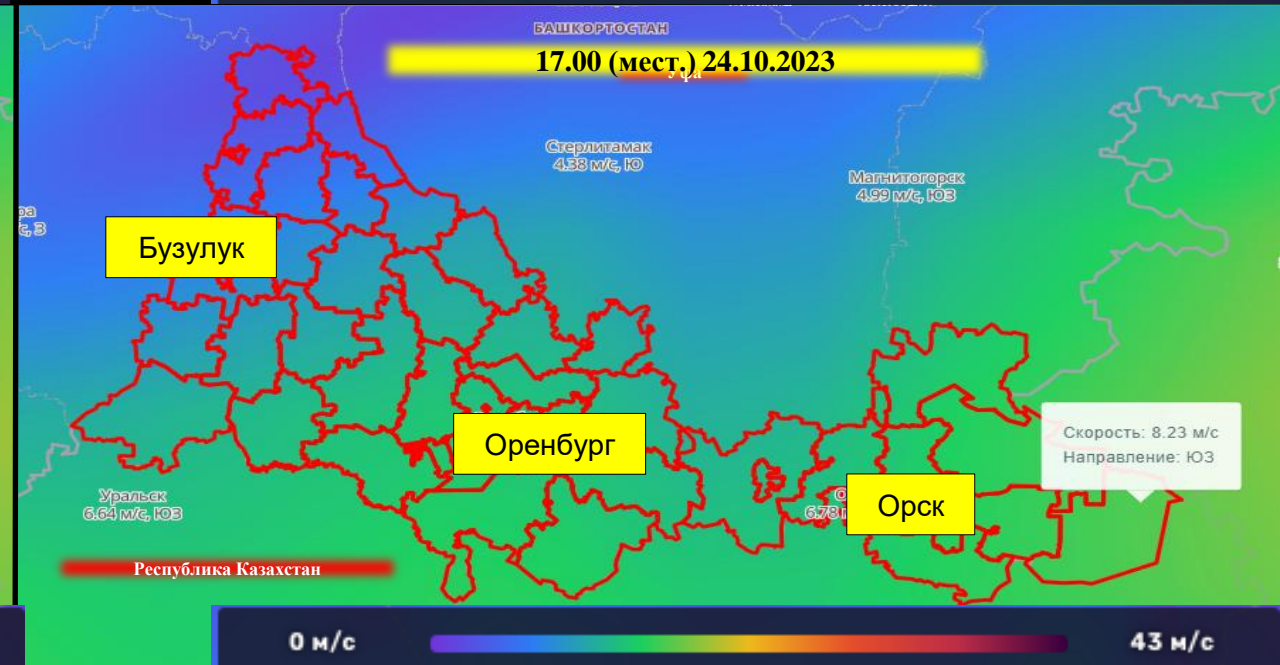 БАШКОРТОСТАН
17.00 (мест.) 24.10.2023
Уфа
Стерлитамак
4.38 м/с, Ю
Магнитогорск
4.99 м/с, ЮЗ
с, З
Бузулук
Скорость: 8.23 м/с
Направление: ЮЗ
Оренбург
Уральск
6.64 м/с, ЮЗ
6.78
Орск
Республика Казахстан
0 м/с
43 м/с